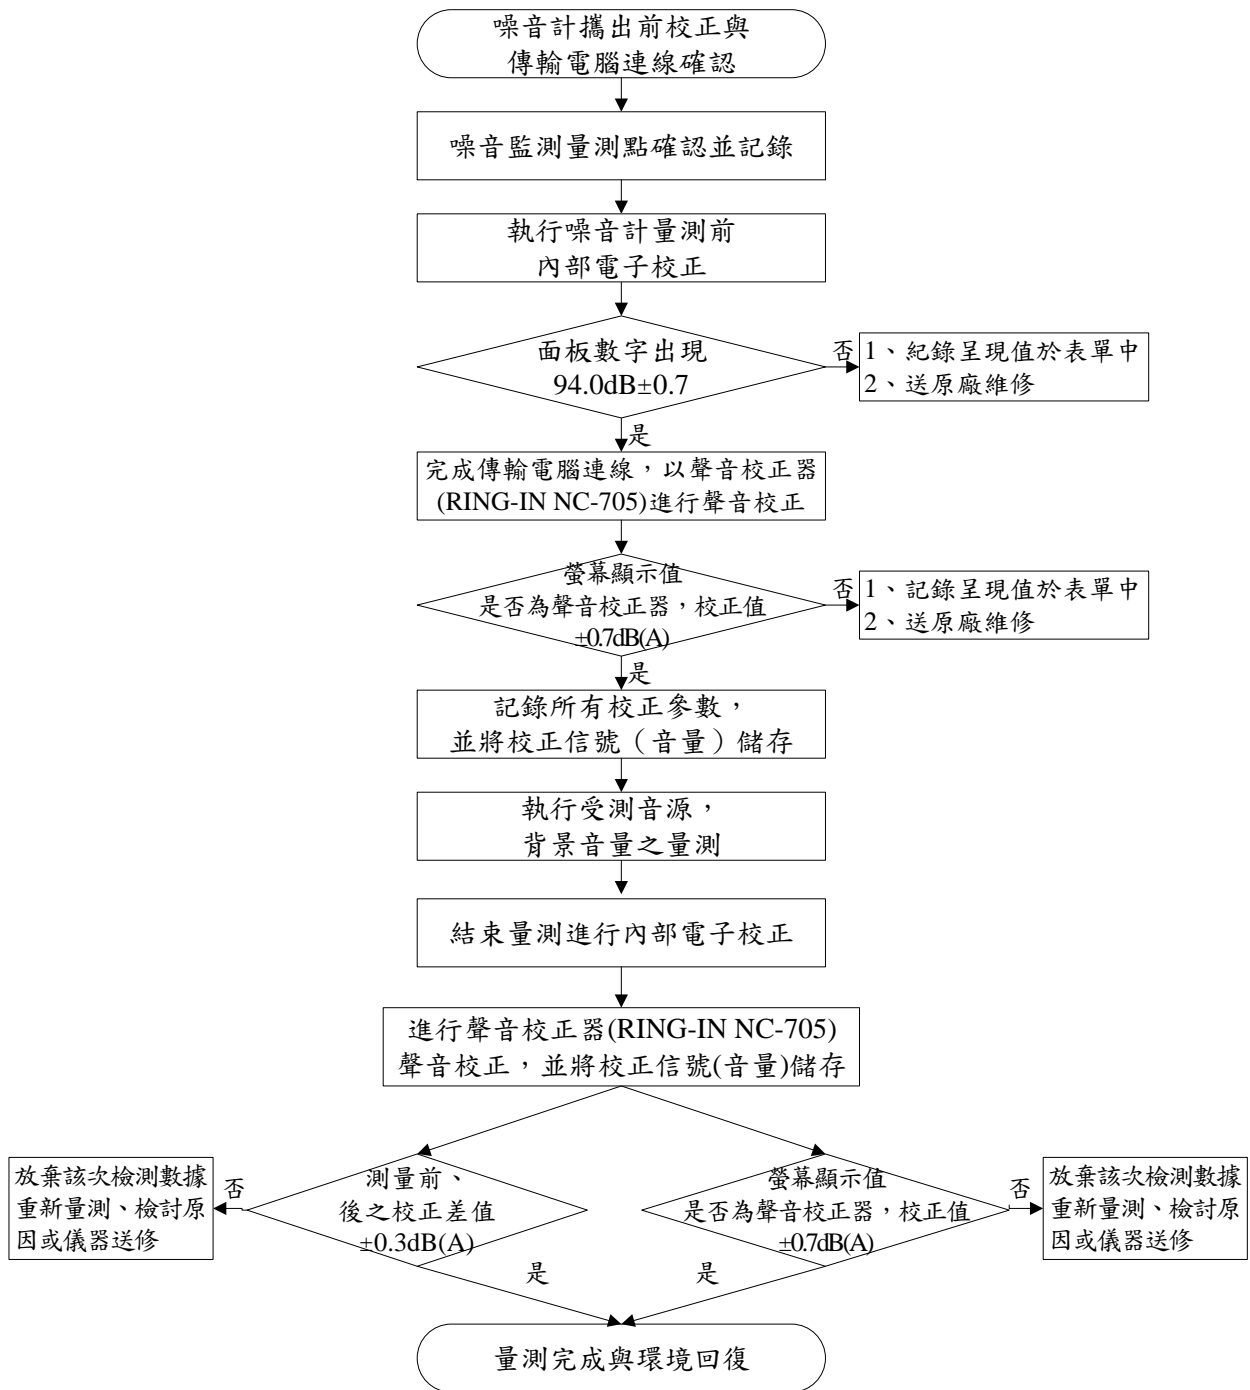 噪音計攜出前校正與
傳輸電腦連線確認
噪音監測量測點確認並記錄
執行噪音計量測前
內部電子校正
面板數字出現
94.0dB±0.7
否
1、紀錄呈現值於表單中
2、送原廠維修
是
完成傳輸電腦連線，以聲音校正器
(RING-IN NC-705)進行聲音校正
螢幕顯示值
是否為聲音校正器，校正值
±0.7dB(A)
否
1、記錄呈現值於表單中
2、送原廠維修
是
記錄所有校正參數，
並將校正信號（音量）儲存
執行受測音源，
背景音量之量測
結束量測進行內部電子校正
進行聲音校正器(RING-IN NC-705)
聲音校正，並將校正信號(音量)儲存
測量前、
後之校正差值
±0.3dB(A)
否
放棄該次檢測數據
重新量測、檢討原
因或儀器送修
是
螢幕顯示值
是否為聲音校正器，校正值
±0.7dB(A)
否
放棄該次檢測數據
重新量測、檢討原
因或儀器送修
是
量測完成與環境回復